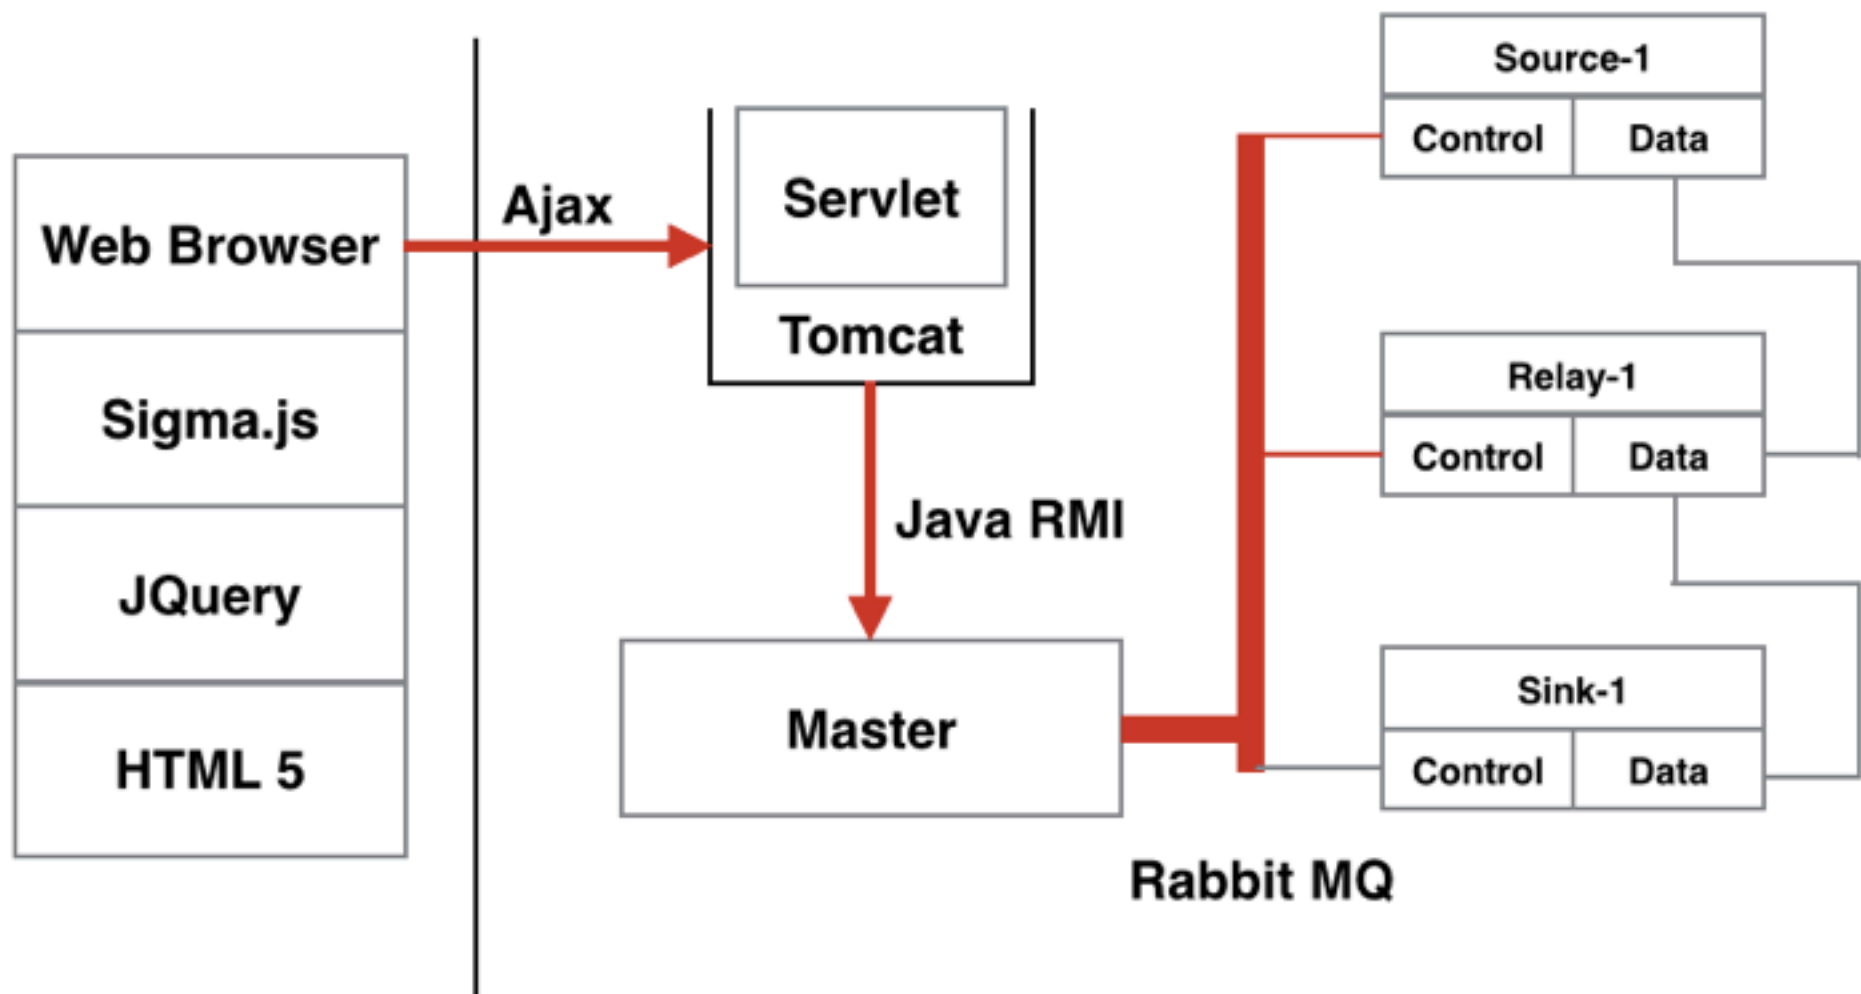 Web Browser
Sigma.js
JQuery
HTML 5
Ajax
Servlet
Tomcat
Java RMI
Master
Rabbit MQ
Source-1
Control
Data
Relay-1
Control
Data
Sink-1
Control
Data